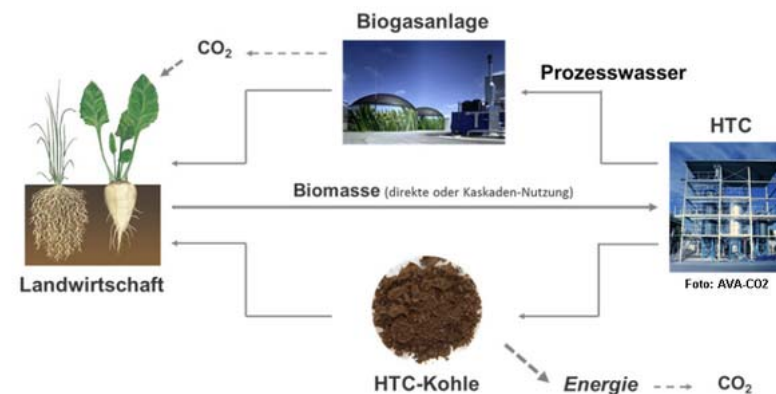 Biogasanlage
CO₂
Prozesswasser
HTC
Biomasse (direkte oder Kaskaden-Nutzung)
Landwirtschaft
Foto: AVA-CO2
HTC-Kohle
Energie
CO₂